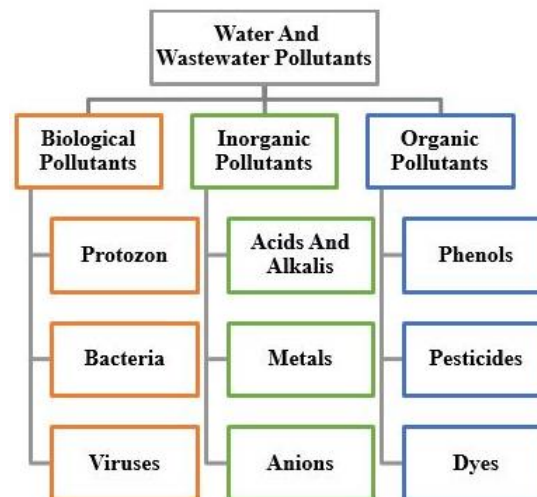 Water And
Wastewater Pollutants
Biological
Pollutants
Inorganic
Pollutants
Organic
Pollutants
Protozon
Acids And
Alkalis
Phenols
Bacteria
Metals
Pesticides
Viruses
Anions
Dyes